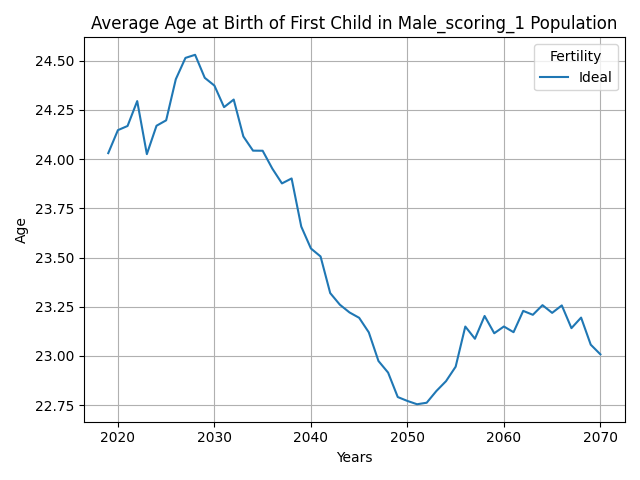 Average Age at Birth of First Child in Male_scoring_1 Population
Fertility
Ideal
24.50
24.25
24.00
23.75
23.50
23.25
23.00
22.75
Age
2020 2030 2040 2050 2060 2070
Years